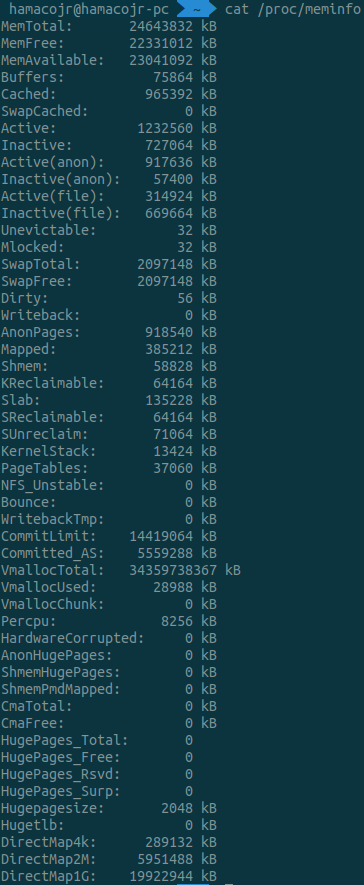 hamacojr@hamacojr-pc ~ cat /proc/meminfo
MemTotal: 24643832 kB
MemFree: 22331012 kB
MemAvailable: 23041092 kB
Buffers: 75864 kB
Cached: 965392 kB
SwapCached: 0 kB
Active: 1232560 kB
Inactive: 727064 kB
Active(anon): 917636 kB
Inactive(anon): 57400 kB
Active(file): 314924 kB
Inactive(file): 669664 kB
Unevictable: 32 kB
Mlocked: 32 kB
SwapTotal: 2097148 kB
SwapFree: 2097148 kB
Dirty: 56 kB
Writeback: 0 kB
AnonPages: 918540 kB
Mapped: 385212 kB
Shmem: 58828 kB
KReclaimable: 64164 kB
Slab: 135228 kB
SReclaimable: 64164 kB
SUnreclaim: 71064 kB
KernelStack: 13424 kB
PageTables: 37060 kB
NFS_Unstable: 0 kB
Bounce: 0 kB
WritebackTmp: 0 kB
CommitLimit: 14419064 kB
Committed_AS: 5559288 kB
VmallocTotal: 34359738367 kB
VmallocUsed: 28988 kB
VmallocChunk: 0 kB
Percpu: 8256 kB
HardwareCorrupted: 0 kB
AnonHugePages: 0 kB
ShmemHugePages: 0 kB
ShmemPmdMapped: 0 kB
CmaTotal: 0 kB
CmaFree: 0 kB
HugePages_Total: 0
HugePages_Free: 0
HugePages_Rsvd: 0
HugePages_Surp: 0
Hugepagesize: 2048 kB
Hugetlb: 0 kB
DirectMap4k: 289132 kB
DirectMap2M: 5951488 kB
DirectMap1G: 19922944 kB